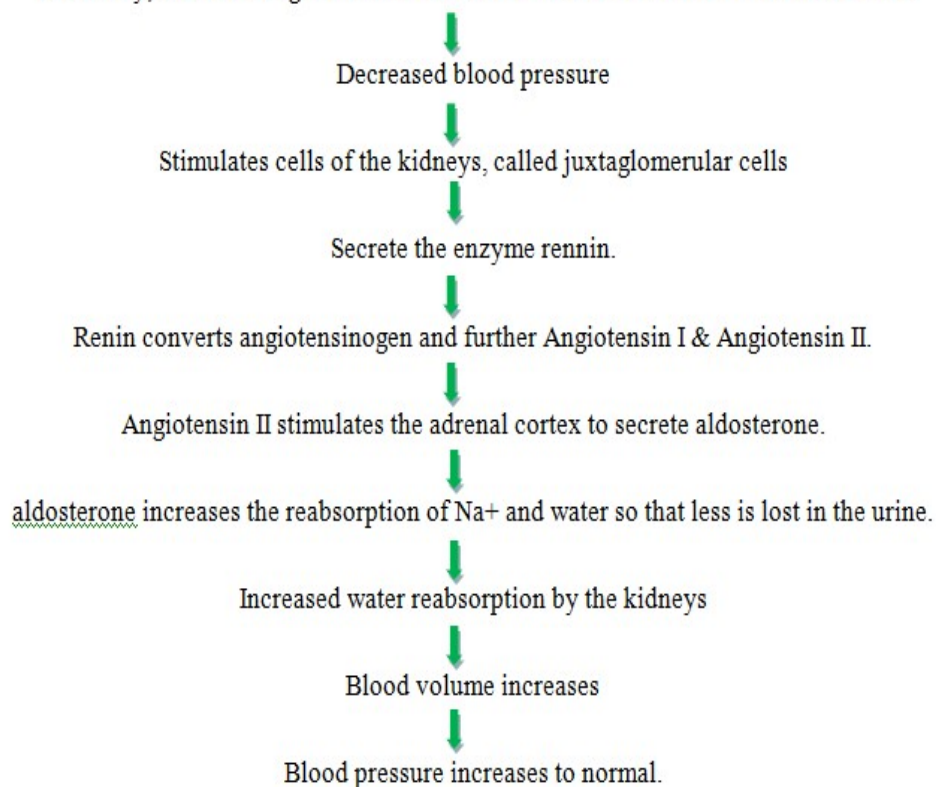 Decreased blood pressure
Stimulates cells of the kidneys, called juxtaglomerular cells
Secrete the enzyme rennin.
Renin converts angiotensinogen and further Angiotensin I & Angiotensin II.
Angiotensin II stimulates the adrenal cortex to secrete aldosterone.
aldosterone increases the reabsorption of Na+ and water so that less is lost in the urine.
Increased water reabsorption by the kidneys
Blood volume increases
Blood pressure increases to normal.